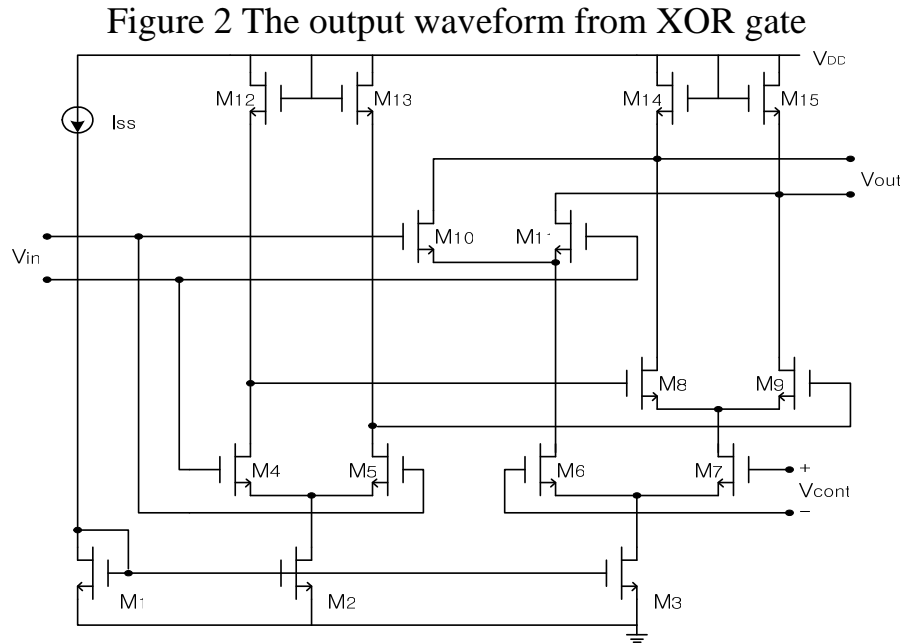 Figure 2 The output waveform from XOR gate
VDD
M12
M13
M14
M15
Iss
Vout
M10
M11
Vin
M8
M9
M4
M5
M6
M7
+
Vcont
−
M1
M2
M3